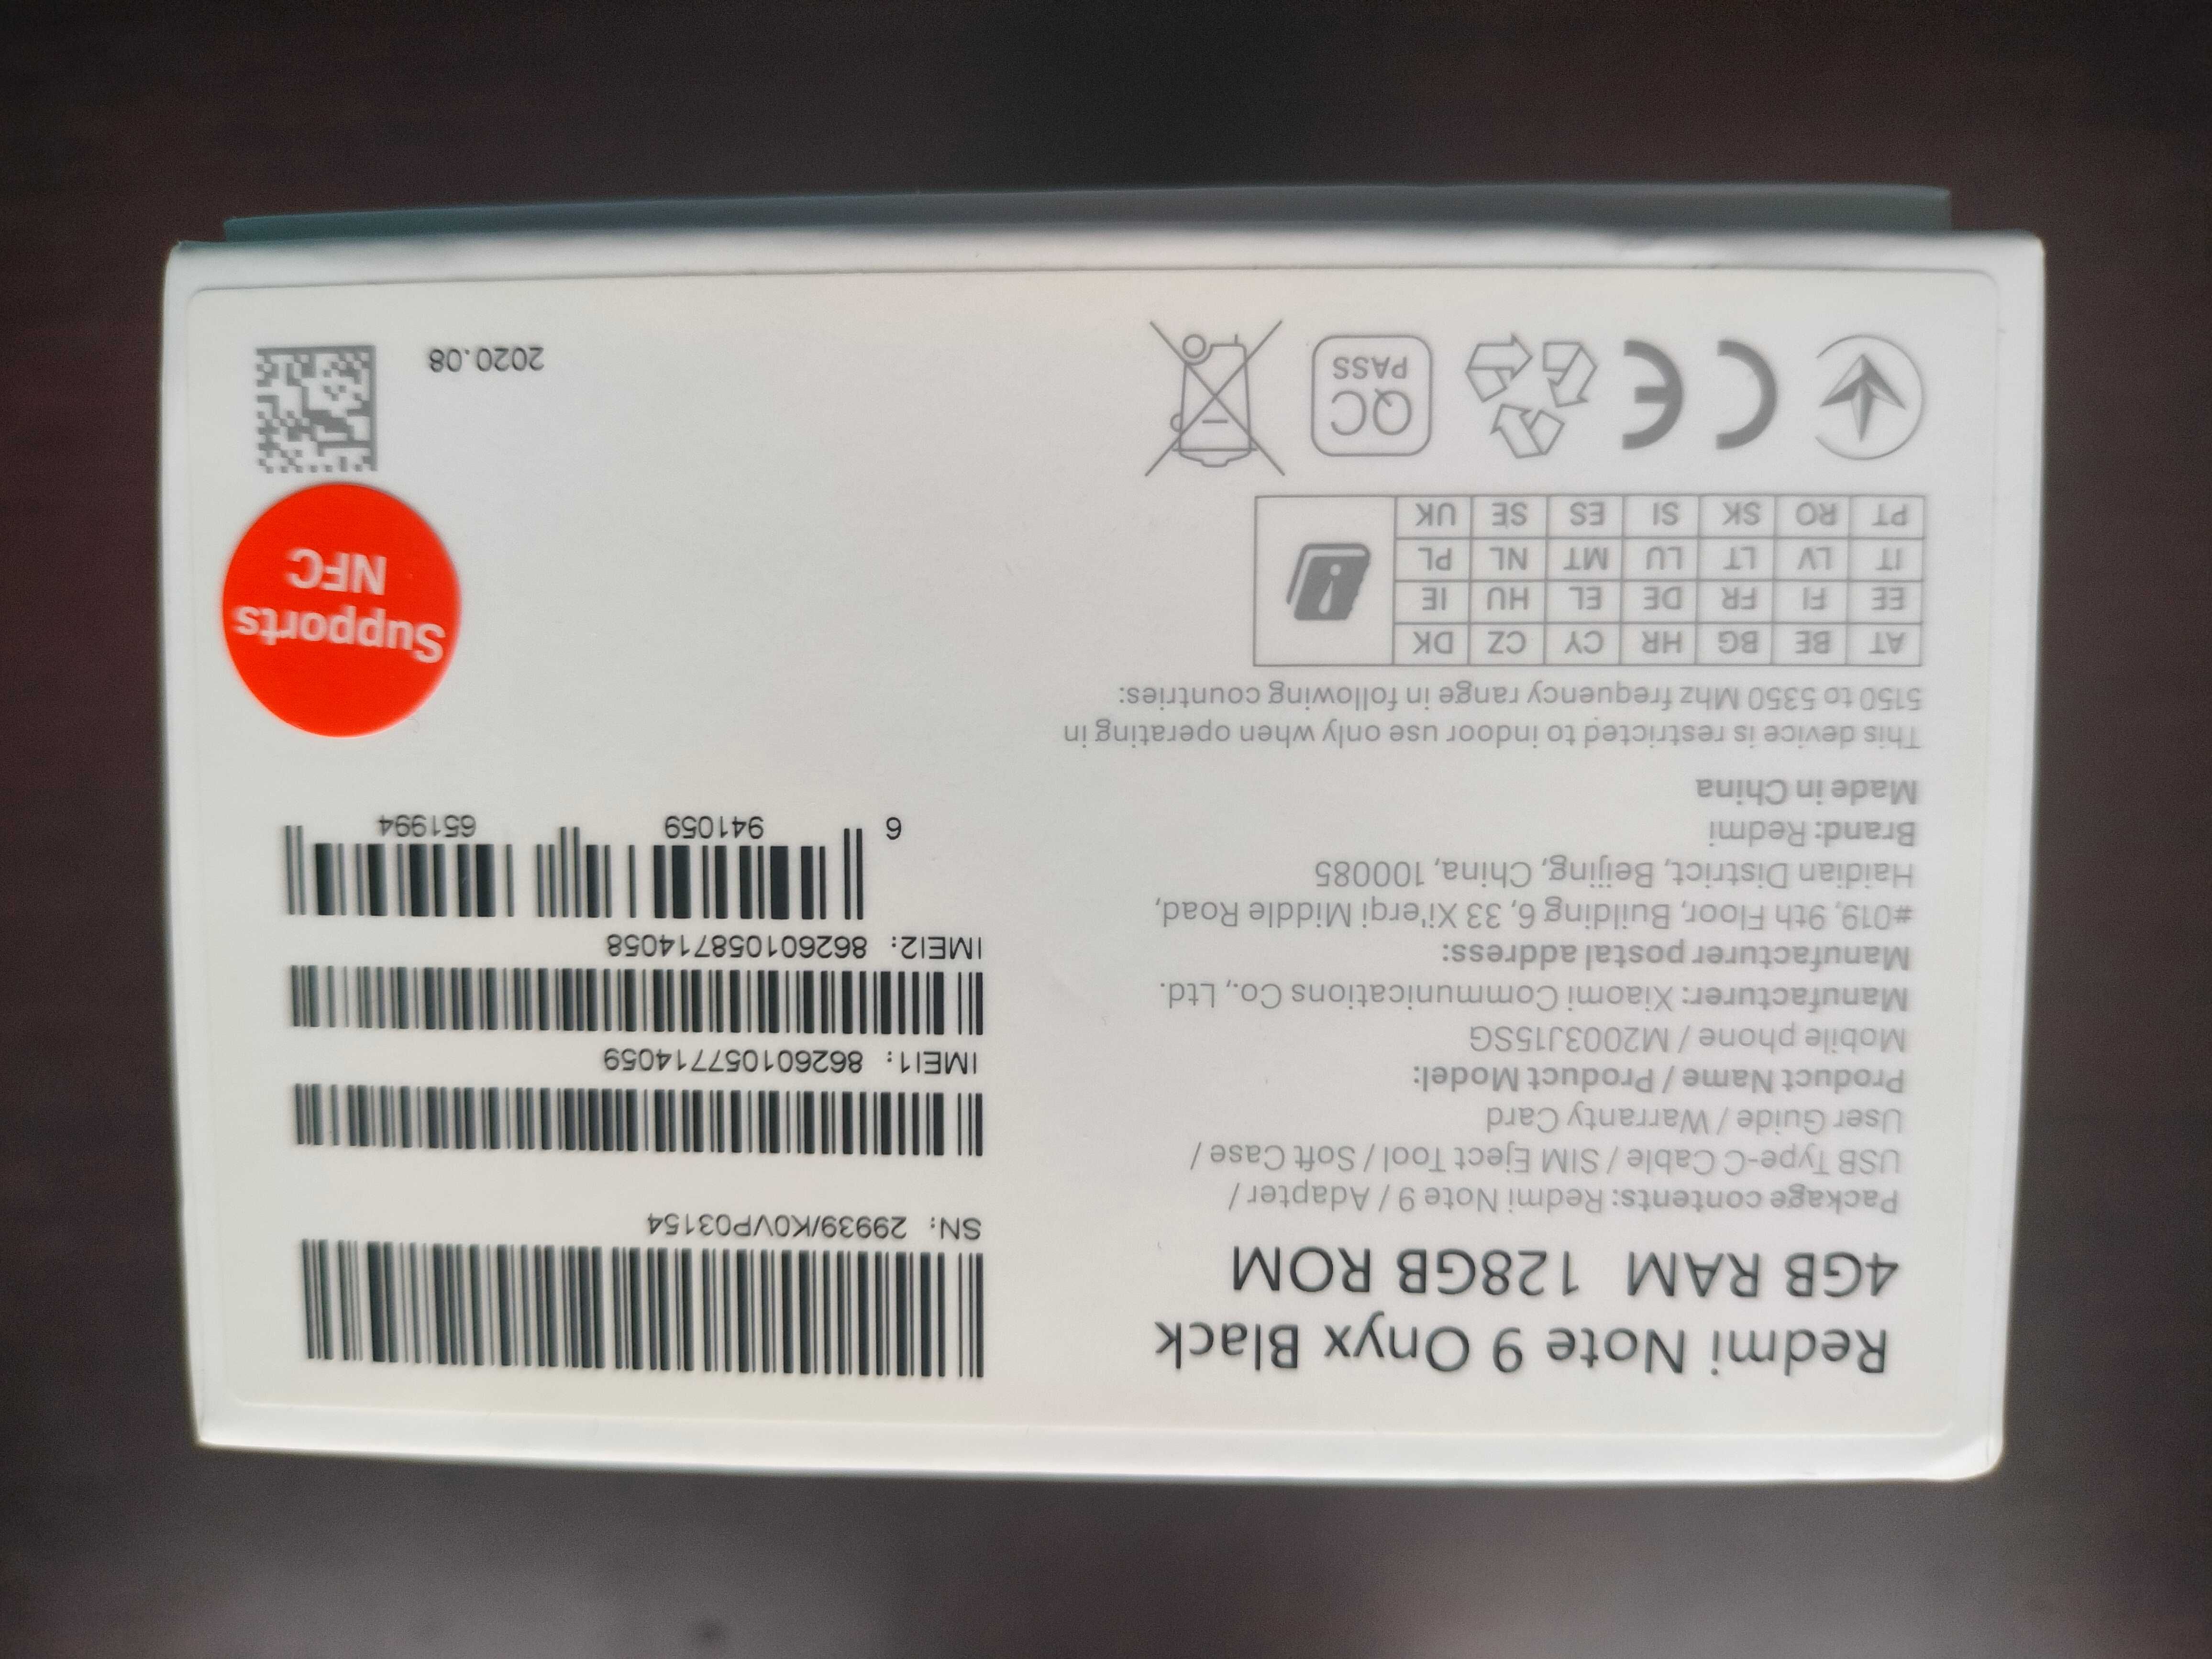 Redmi Note 9 Onyx Black
4GB RAM 128GB ROM
Package contents: Redmi Note 9 / Adapter /
USB Type-C Cable / SIM Eject Tool / Soft Case /
User Guide / Warranty Card
Product Name / Product Model:
Mobile phone / M2003J15SG
Manufacturer: Xiaomi Communications Co., Ltd.
Manufacturer postal address:
#019, 9th Floor, Building 6, 33 Xi'erqi Middle Road,
Haidian District, Beijing, China, 100085
Brand: Redmi
Made in China
This device is restricted to indoor use only when operating in
5150 to 5350 Mhz frequency range in following countries:
AT BE BG HR CY CZ DK
EE FI FR DE EL HU IE
IT LV LT LU MT NL PL
PT RO SK SI ES SE UK
CE
QC
PASS
SN: 29939/K0VP03154
IMEI1: 862601057714059
IMEI2: 862601058714058
6 941059 651994
Supports
NFC
2020.08